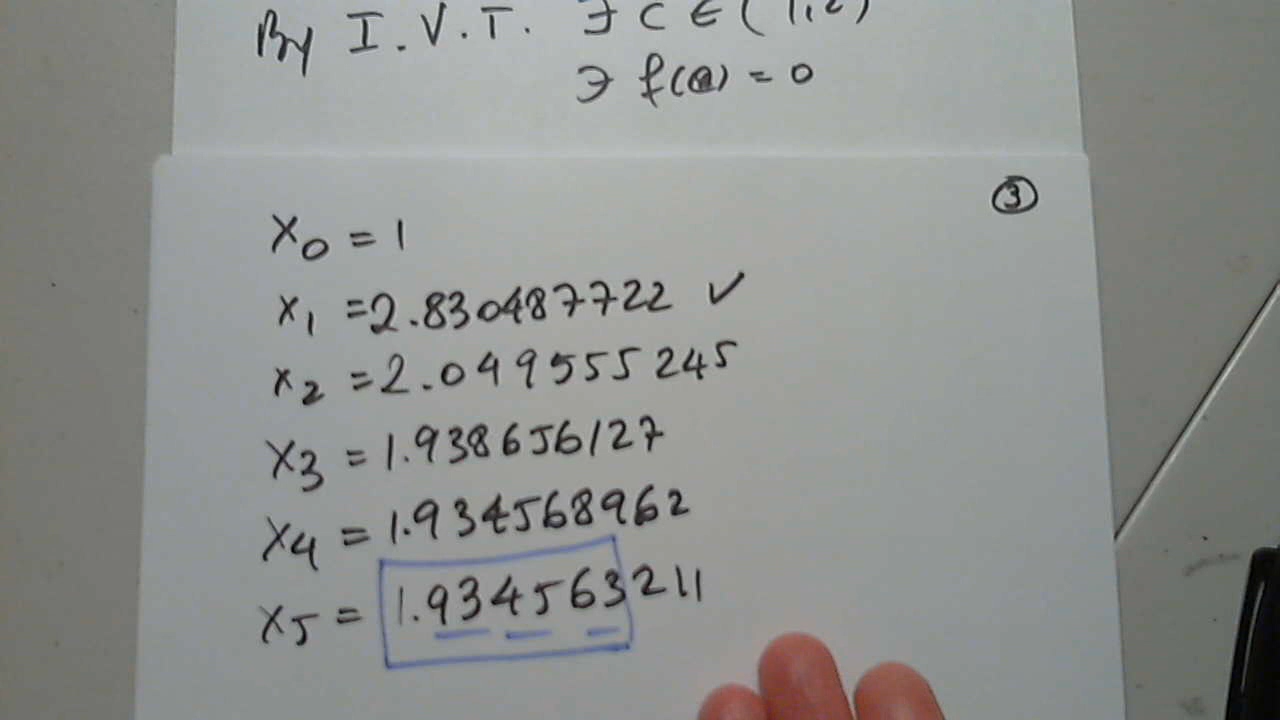 By I.V.T. ∃ c ∈ (1,2)
∋ f(c) = 0
③
x₀ = 1
x₁ = 2.830487722 ✓
x₂ = 2.049555245
x₃ = 1.938656127
x₄ = 1.934568962
x₅ = 1.934563211